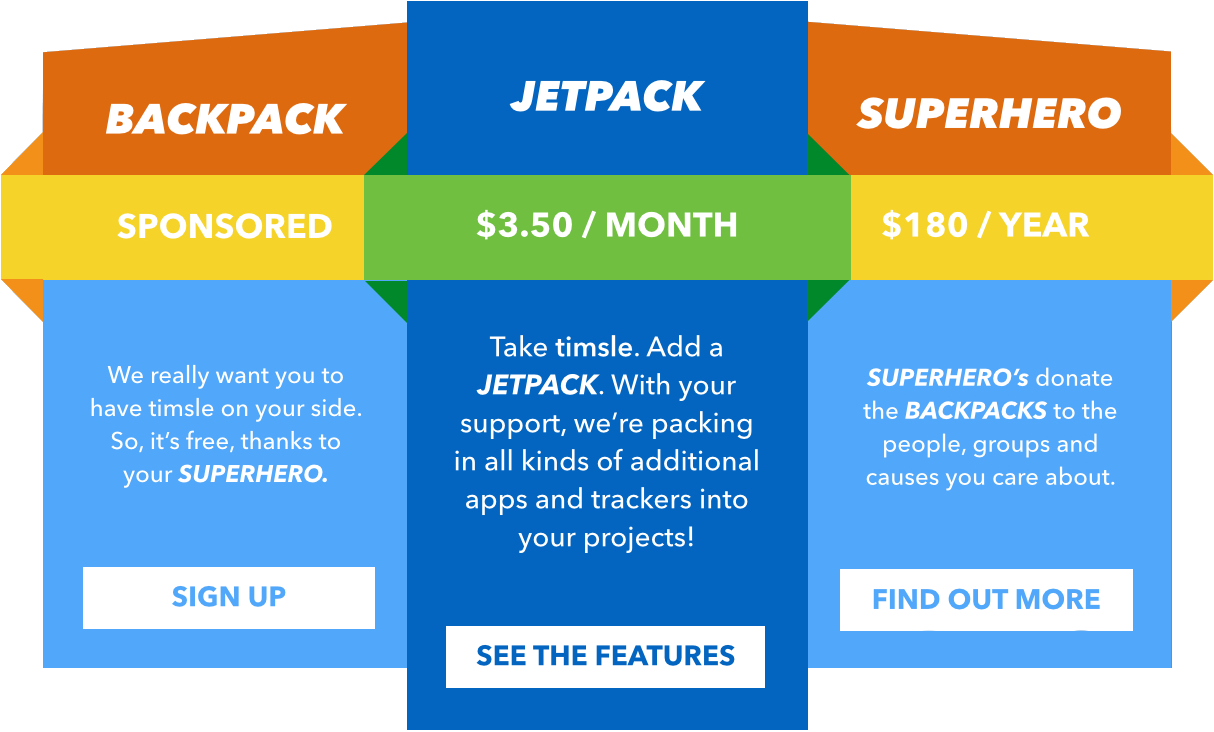 BACKPACK
SPONSORED
We really want you to
have timsle on your side.
So, it’s free, thanks to
your SUPERHERO.
SIGN UP
JETPACK
$3.50 / MONTH
Take timsle. Add a
JETPACK. With your
support, we’re packing
in all kinds of additional
apps and trackers into
your projects!
SEE THE FEATURES
SUPERHERO
$180 / YEAR
SUPERHERO’s donate
the BACKPACKS to the
people, groups and
causes you care about.
FIND OUT MORE